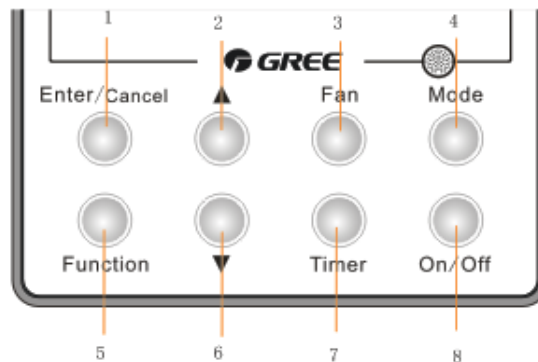 1 2 3 4
GREE
Enter/Cancel ▲ Fan Mode
Function ▼ Timer On/Off
5 6 7 8